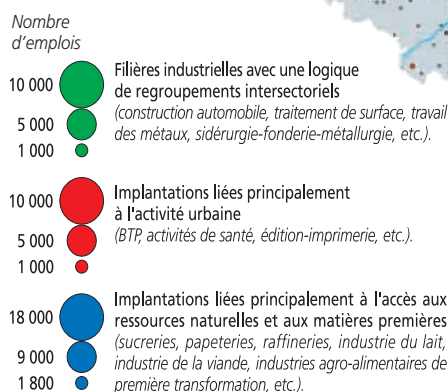 Nombre
d'emplois
10 000
5 000
1 000
Filières industrielles avec une logique
de regroupements intersectoriels
(construction automobile, traitement de surface, travail
des métaux, sidérurgie-fonderie-métallurgie, etc.).
10 000
5 000
1 000
Implantations liées principalement
à l'activité urbaine
(BTP, activités de santé, édition-imprimerie, etc.).
18 000
9 000
1 800
Implantations liées principalement à l'accès aux
ressources naturelles et aux matières premières
(sucreries, papeteries, raffineries, industrie du lait,
industrie de la viande, industries agro-alimentaires de
première transformation, etc.).